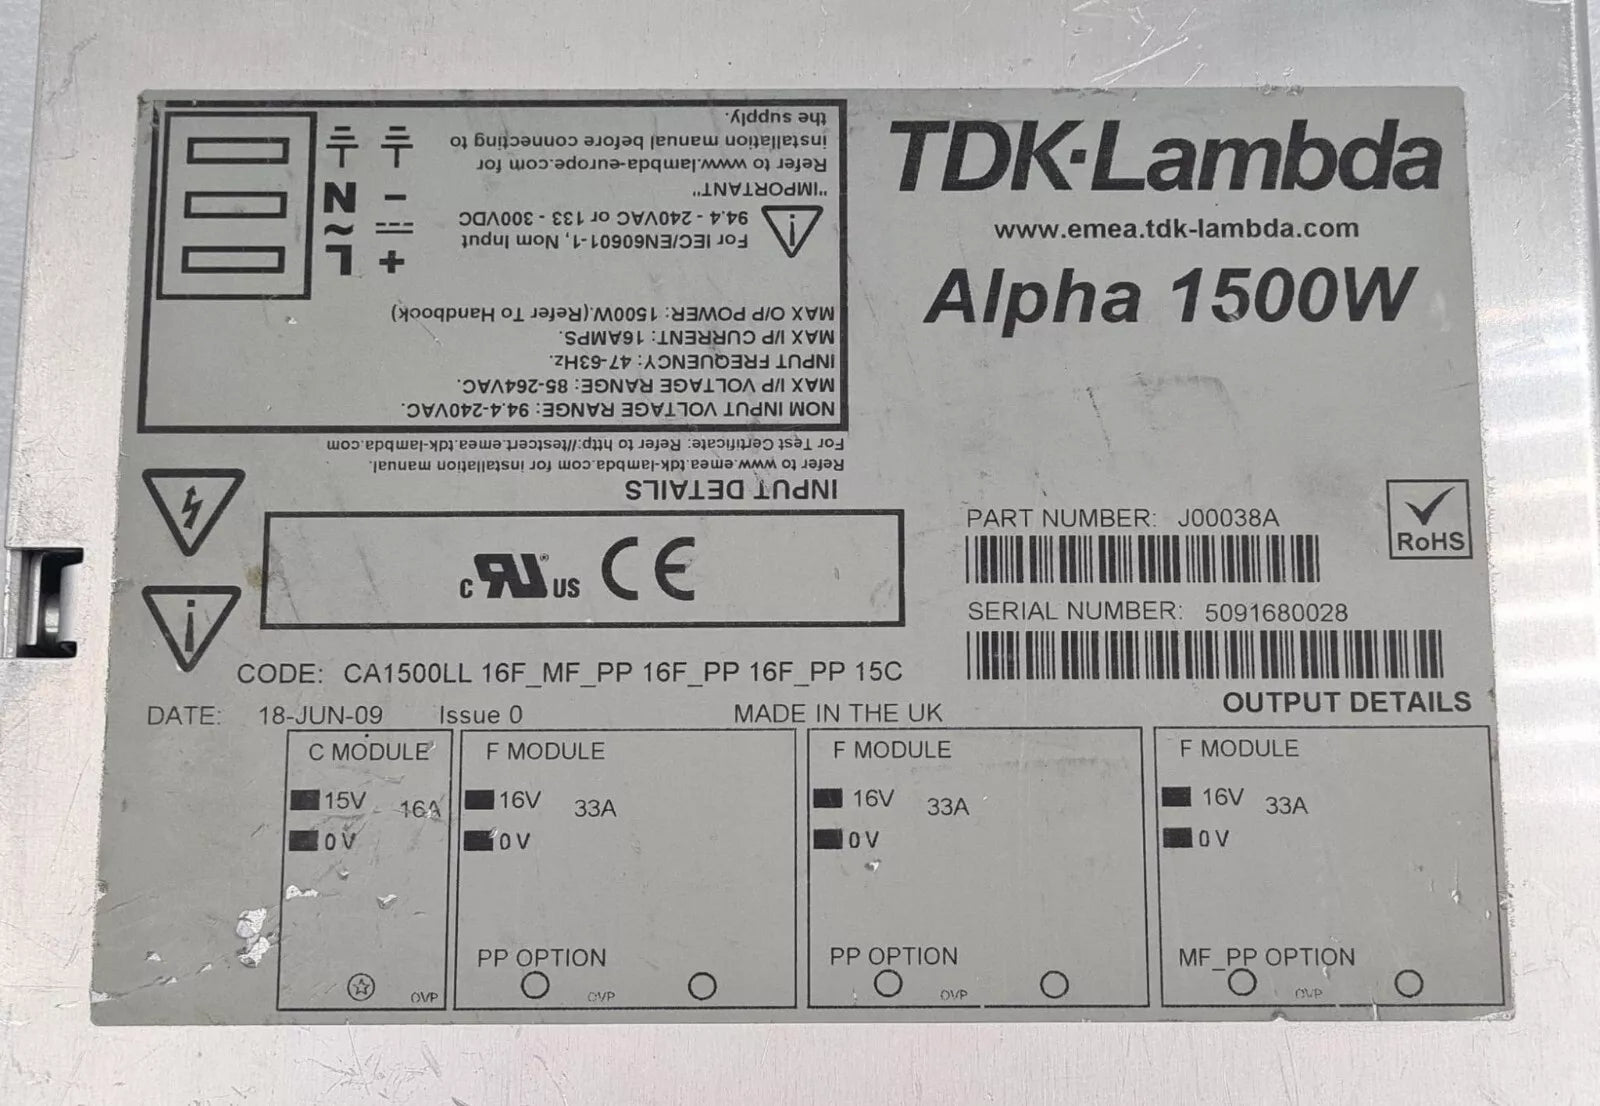 TDK·Lambda
www.emea.tdk-lambda.com
Alpha 1500W
PART NUMBER: J00038A
RoHS
SERIAL NUMBER: 5091680028
OUTPUT DETAILS
INPUT DETAILS
Refer to www.emea.tdk-lambda.com for installation manual.
For Test Certificate: Refer to http://testcert.emea.tdk-lambda.com
NOM INPUT VOLTAGE RANGE: 94.4-240VAC.
MAX I/P VOLTAGE RANGE: 85-264VAC.
INPUT FREQUENCY: 47-63Hz.
MAX I/P CURRENT: 16AMPS.
MAX O/P POWER: 1500W.(Refer To Handbook)
For IEC/EN60601-1, Nom Input
94.4 - 240VAC or 133 - 300VDC
"IMPORTANT"
Refer to www.lambda-europe.com for
installation manual before connecting to
the supply.
+ L
- N
i
i
c RU ® US CE
CODE: CA1500LL 16F_MF_PP 16F_PP 16F_PP 15C
DATE: 18-JUN-09 Issue 0 MADE IN THE UK
C MODULE
15V 16A
0V
OVP
F MODULE
16V 33A
0V
PP OPTION
OVP
F MODULE
16V 33A
0V
PP OPTION
OVP
F MODULE
16V 33A
0V
MF_PP OPTION
OVP